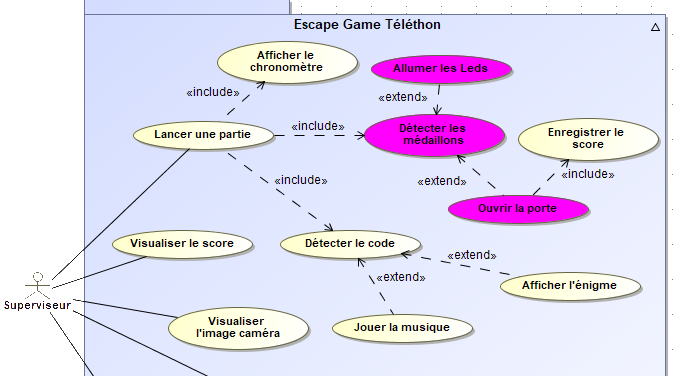 Escape Game Téléthon
Afficher le
chronomètre
Allumer les Leds
«include»
«extend»
Lancer une partie
«include»
Détecter les
médaillons
Enregistrer le
score
«include»
«extend»
«include»
Ouvrir la porte
Visualiser le score
Détecter le code
«extend»
«extend»
Afficher l'énigme
Superviseur
Visualiser
l'image caméra
Jouer la musique